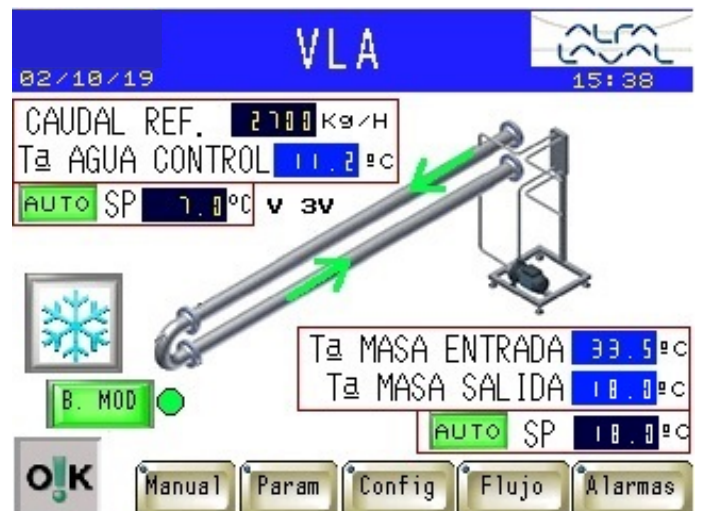 VLA
ALFA
LAVAL
02/10/19
15:38
CAUDAL REF. 2700 Kg/H
Tª AGUA CONTROL 11.2 ºC
AUTO SP 7.0 ºC V 3V
Tª MASA ENTRADA 33.5 ºC
Tª MASA SALIDA 18.0 ºC
B. MOD
AUTO SP 18.0 ºC
O!K
Manual Param Config Flujo Alarmas